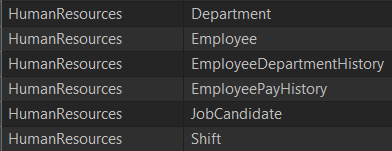 HumanResources Department
HumanResources Employee
HumanResources EmployeeDepartmentHistory
HumanResources EmployeePayHistory
HumanResources JobCandidate
HumanResources Shift